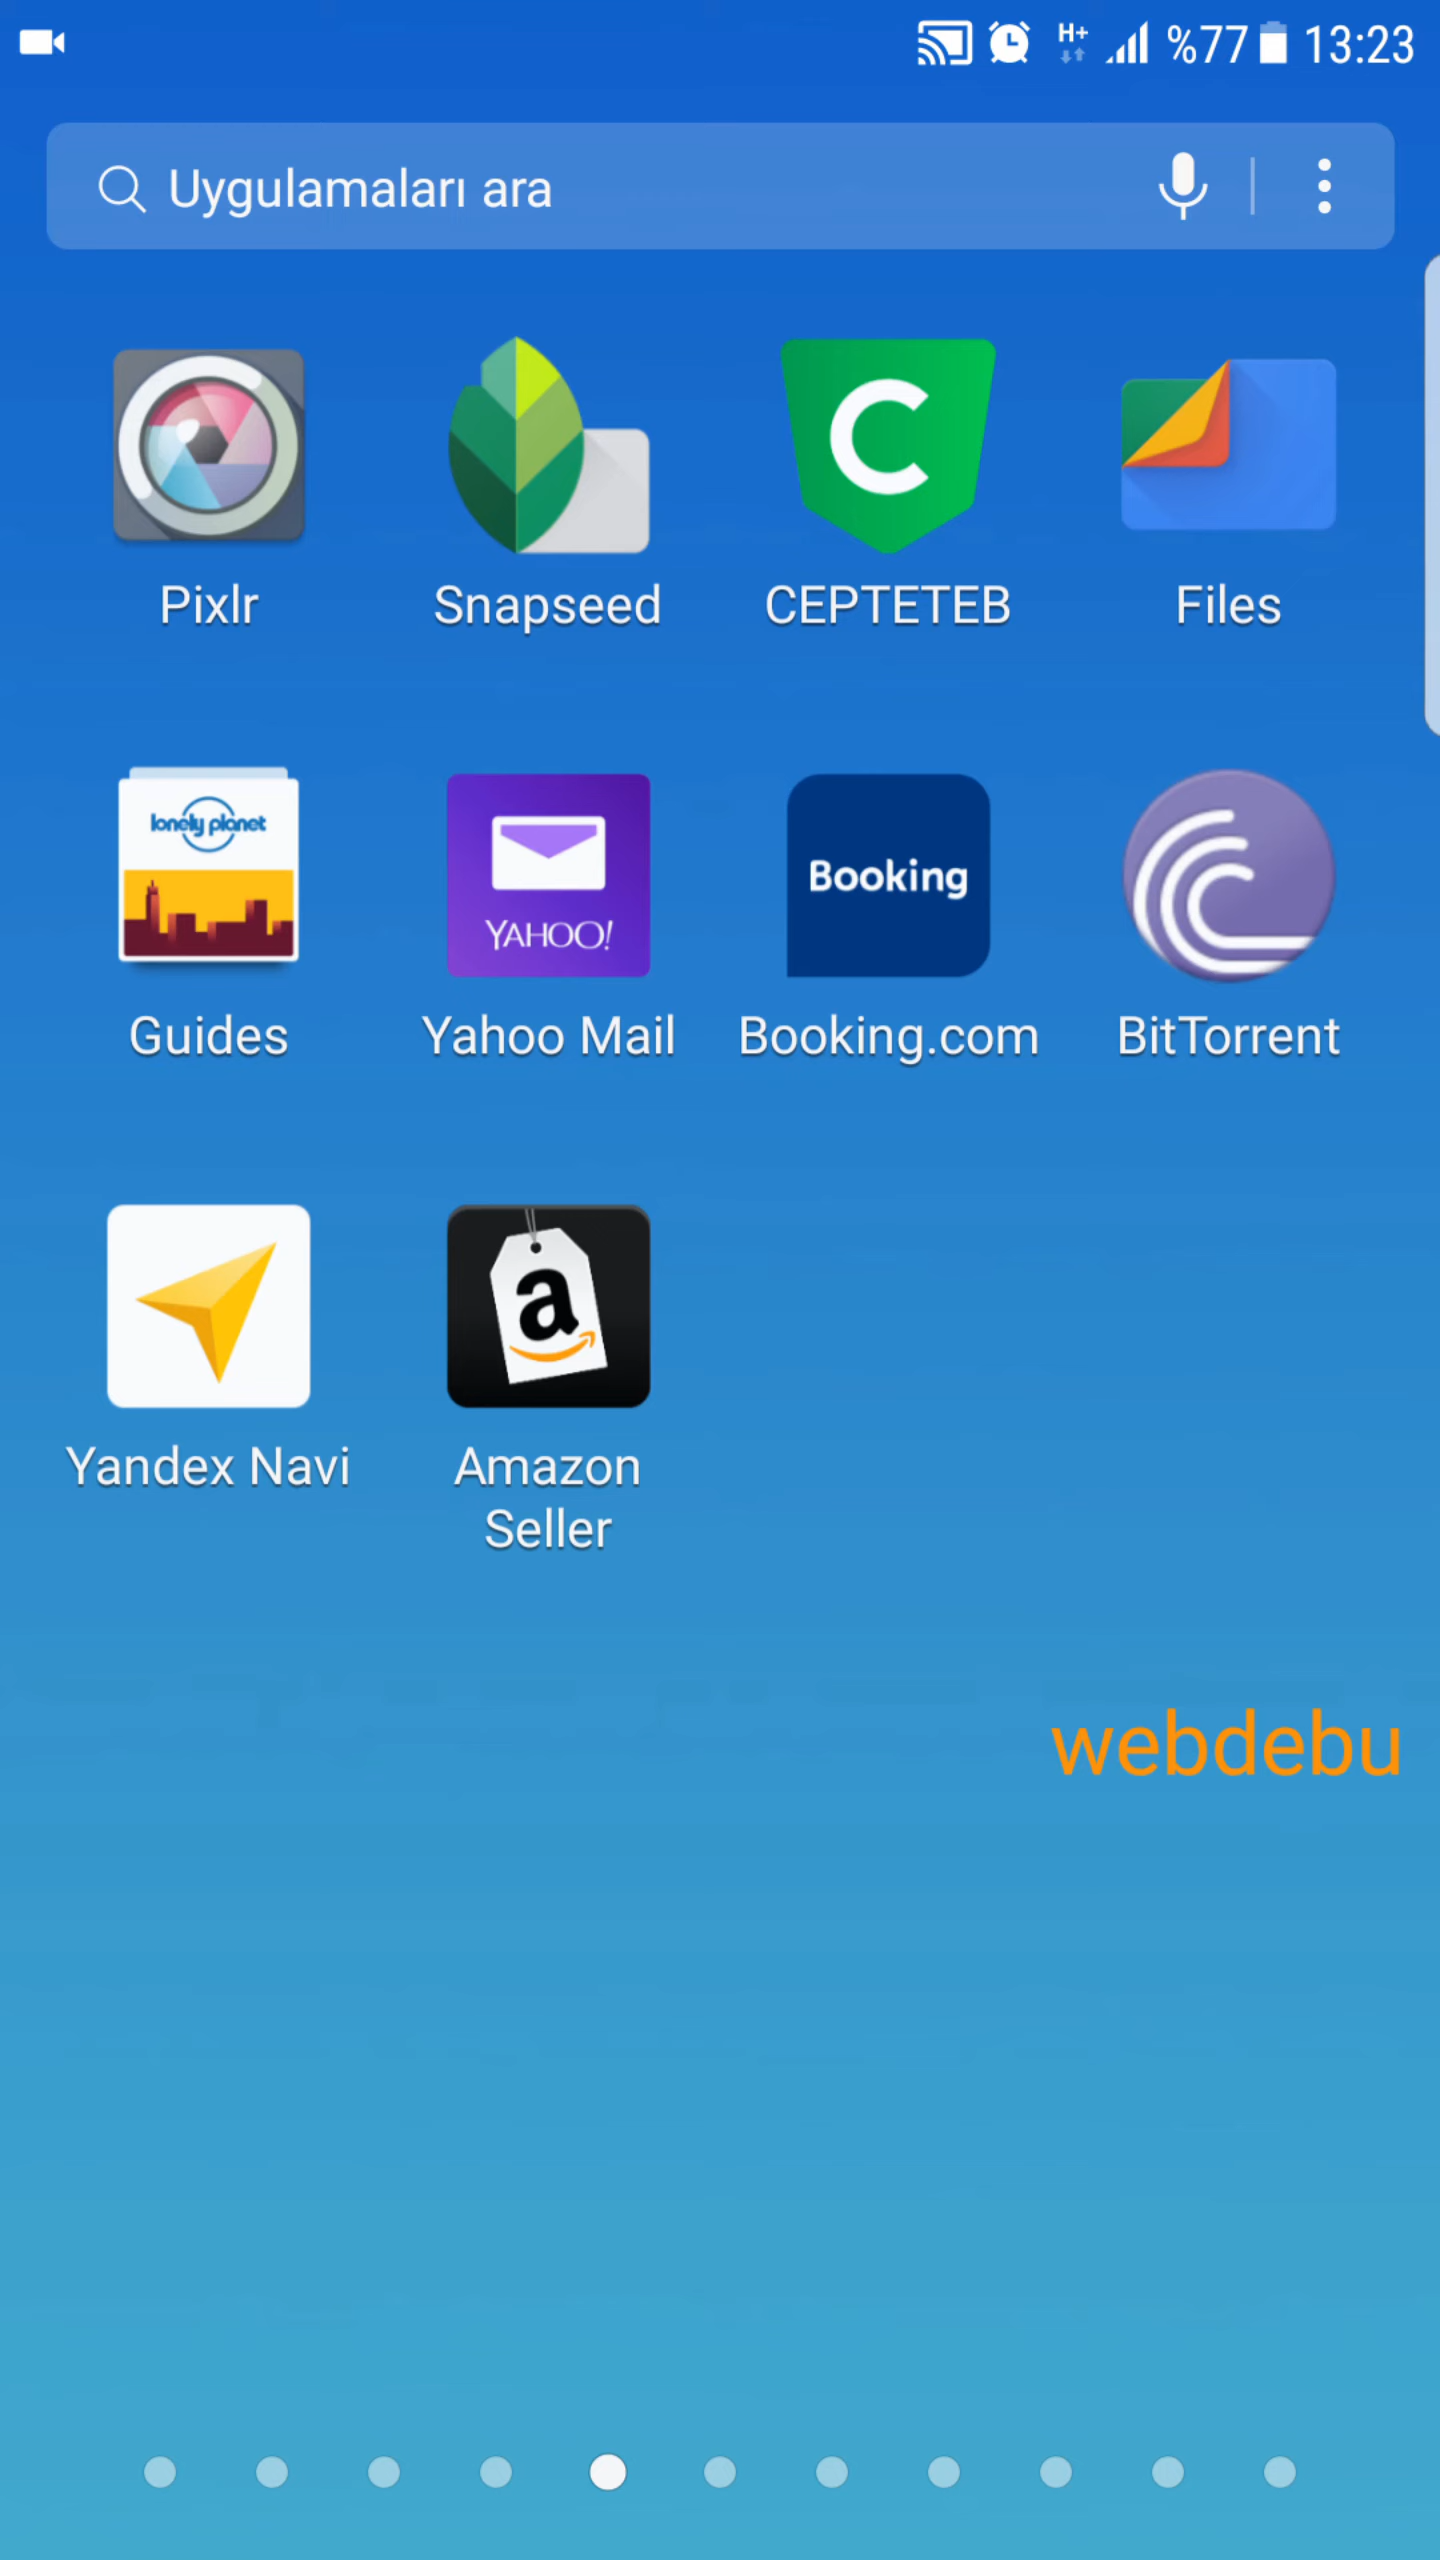 H+ %77 13:23
Uygulamaları ara
Pixlr Snapseed CEPTETEB Files
lonely planet YAHOO! Booking
Guides Yahoo Mail Booking.com BitTorrent
a
Yandex Navi Amazon
Seller
webdebu